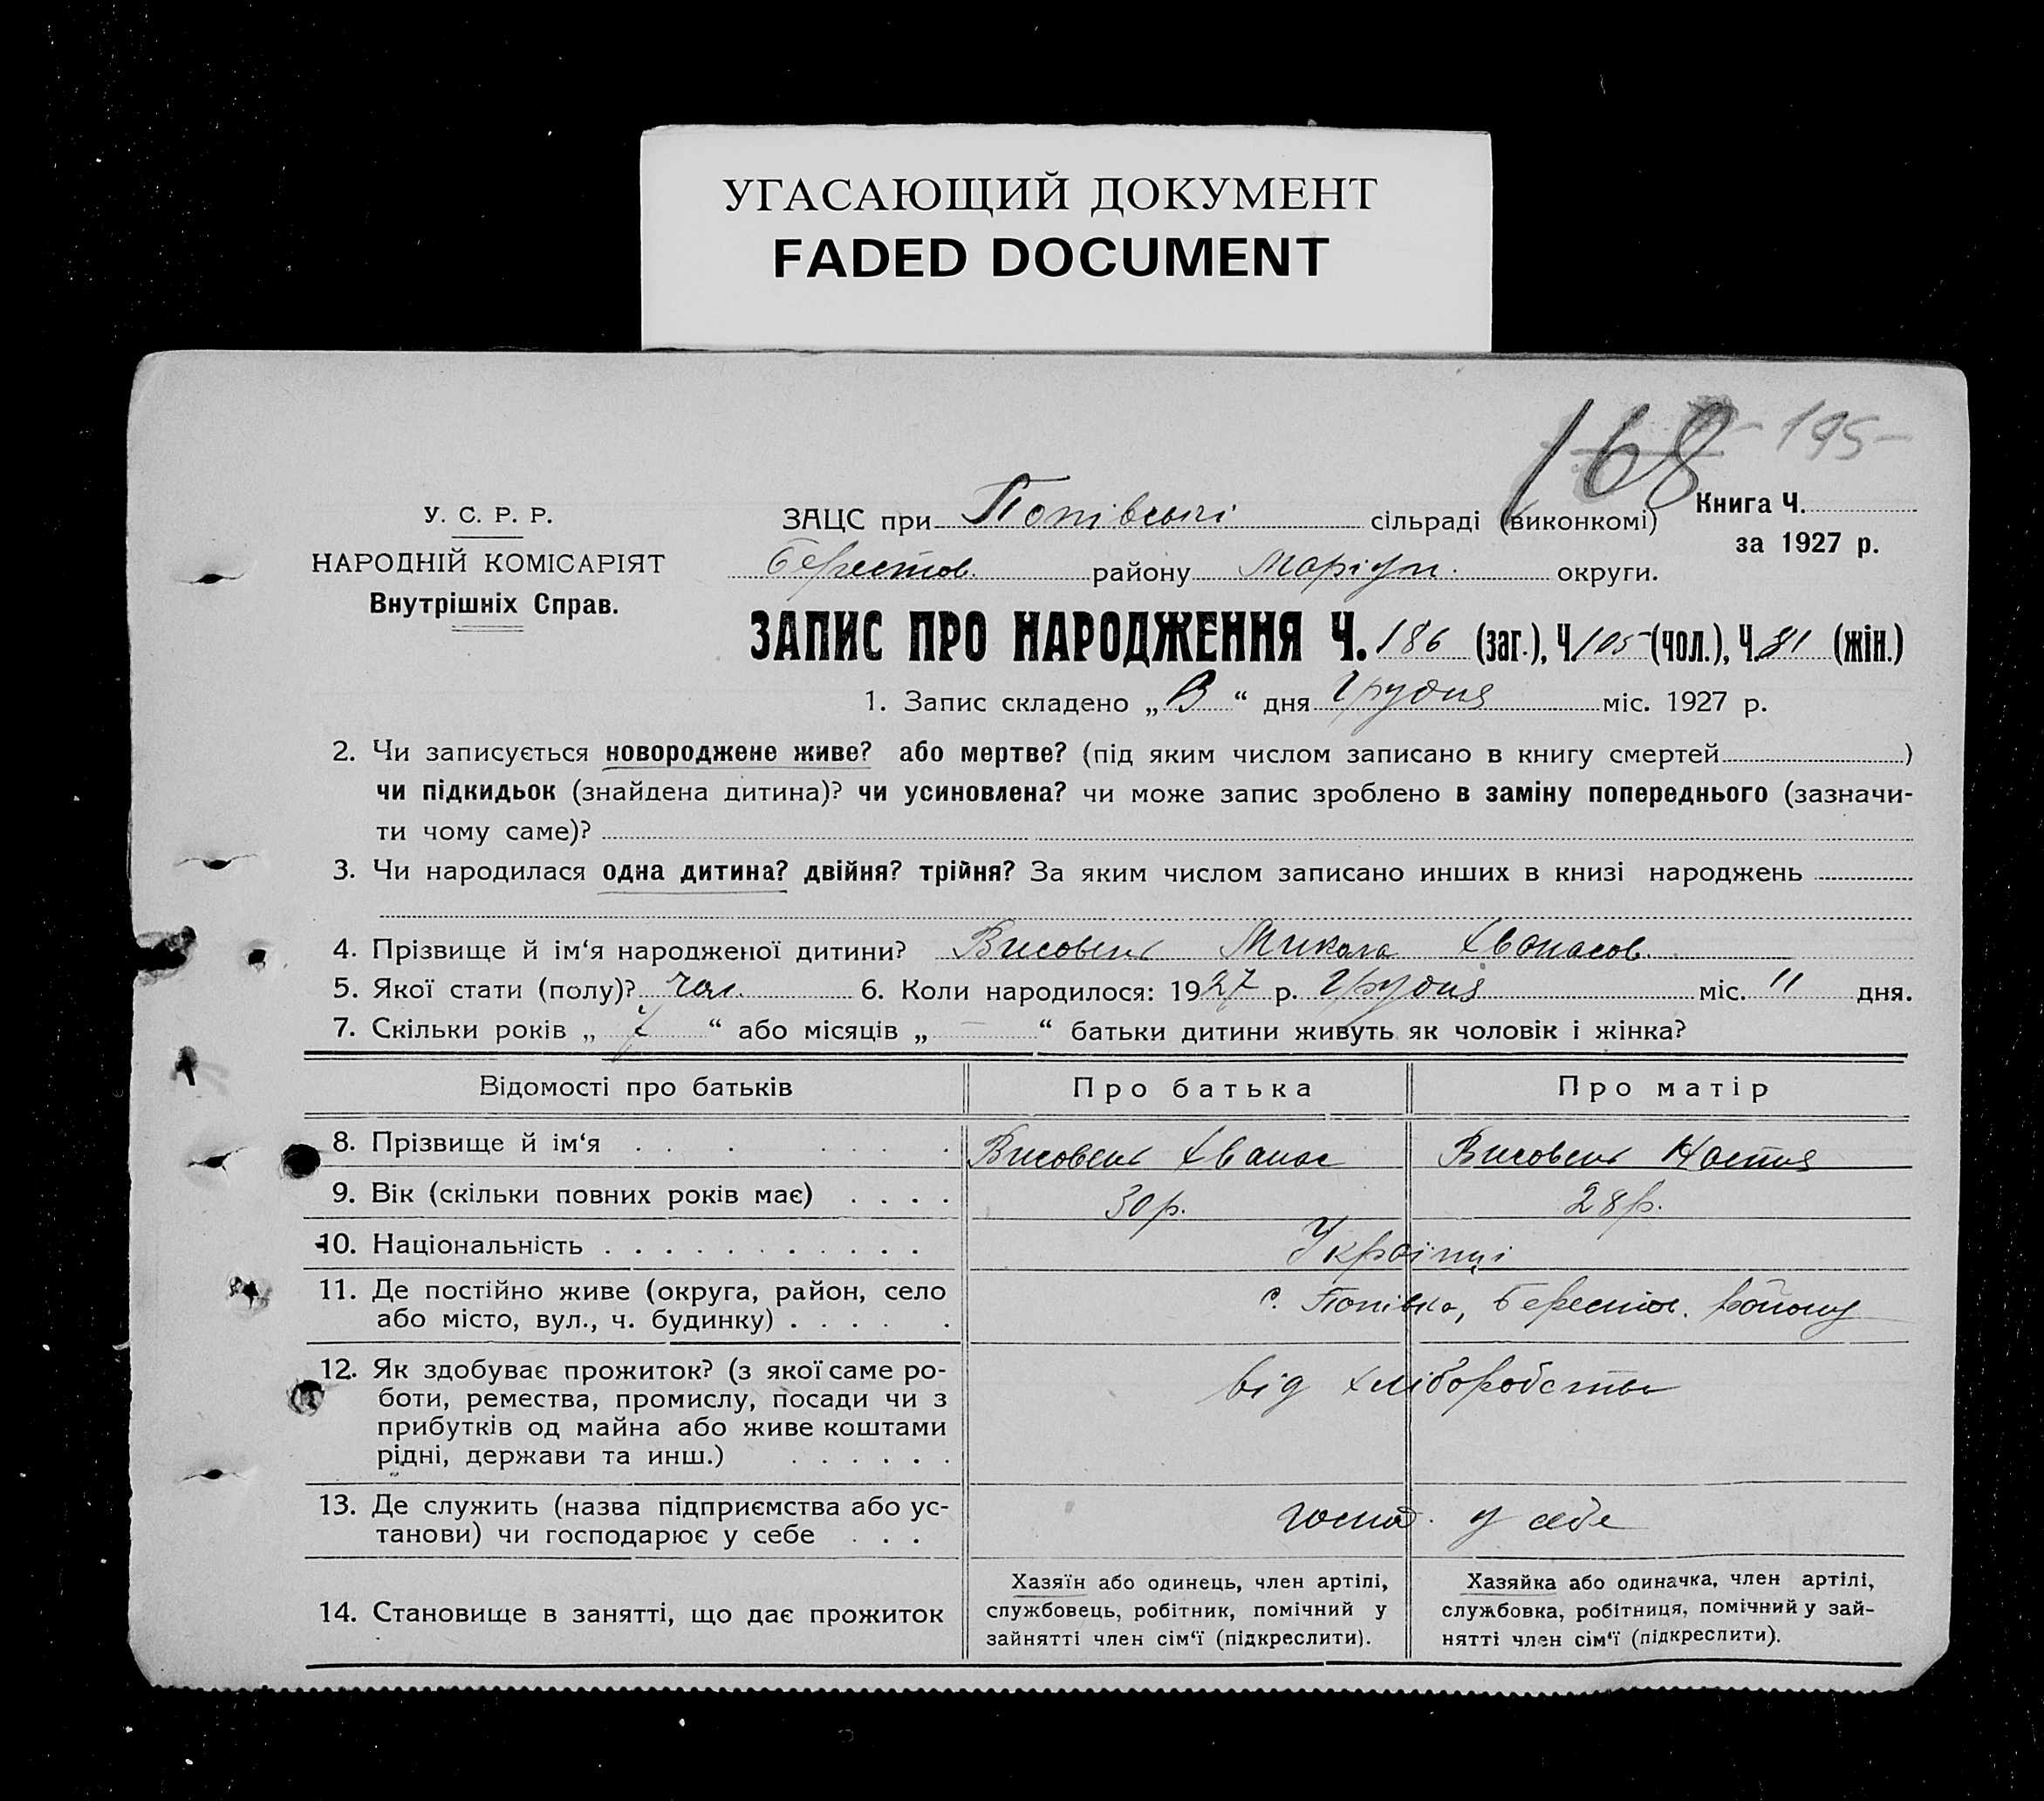 УГАСАЮЩИЙ ДОКУМЕНТ
FADED DOCUMENT
168 - 195 -
У. С. Р. Р.
НАРОДНІЙ КОМІСАРІЯТ
Внутрішніх Справ.
ЗАЦС при Попівській сільраді (виконкомі)
Книга Ч.
за 1927 р.
Берестов. району Маріуп. округи.
ЗАПИС ПРО НАРОДЖЕННЯ Ч. 186 (заг.), Ч. 105 (чол.), Ч. 81 (жін.)
1. Запис складено „ “ дня Грудня міс. 1927 р.
2. Чи записується новороджене живе? або мертве? (під яким числом записано в книгу смертей )
чи підкидьок (знайдена дитина)? чи усиновлена? чи може запис зроблено в заміну попереднього (зазначи-
ти чому саме)?
3. Чи народилася одна дитина? двійня? трійня? За яким числом записано инших в книзі народжень
4. Прізвище й ім‘я народженої дитини? Висовень Микола Хванасов.
5. Якої стати (полу)? чол. 6. Коли народилося: 1927 р. Грудня міс. 11 дня.
7. Скільки років „ 7 “ або місяців „ — “ батьки дитини живуть як чоловік і жінка?
Відомості про батьків Про батька Про матір
8. Прізвище й ім‘я Висовень Хванас Висовень Настя
9. Вік (скільки повних років має) 30 р. 28 р.
10. Національність Українці
11. Де постійно живе (округа, район, село
або місто, вул., ч. будинку) с. Попівка, Берестов. району
12. Як здобуває прожиток? (з якої саме ро-
боти, ремества, промислу, посади чи з
прибутків од майна або живе коштами
рідні, держави та инш.) від хліборобства
13. Де служить (назва підприємства або ус-
танови) чи господарює у себе госпо. у себе
14. Становище в занятті, що дає прожиток
Хазяїн або одинець, член артілі,
службовець, робітник, помічний у
зайнятті член сім‘ї (підкреслити).
Хазяйка або одиначка, член артілі,
службовка, робітниця, помічний у зай-
нятті член сім‘ї (підкреслити).